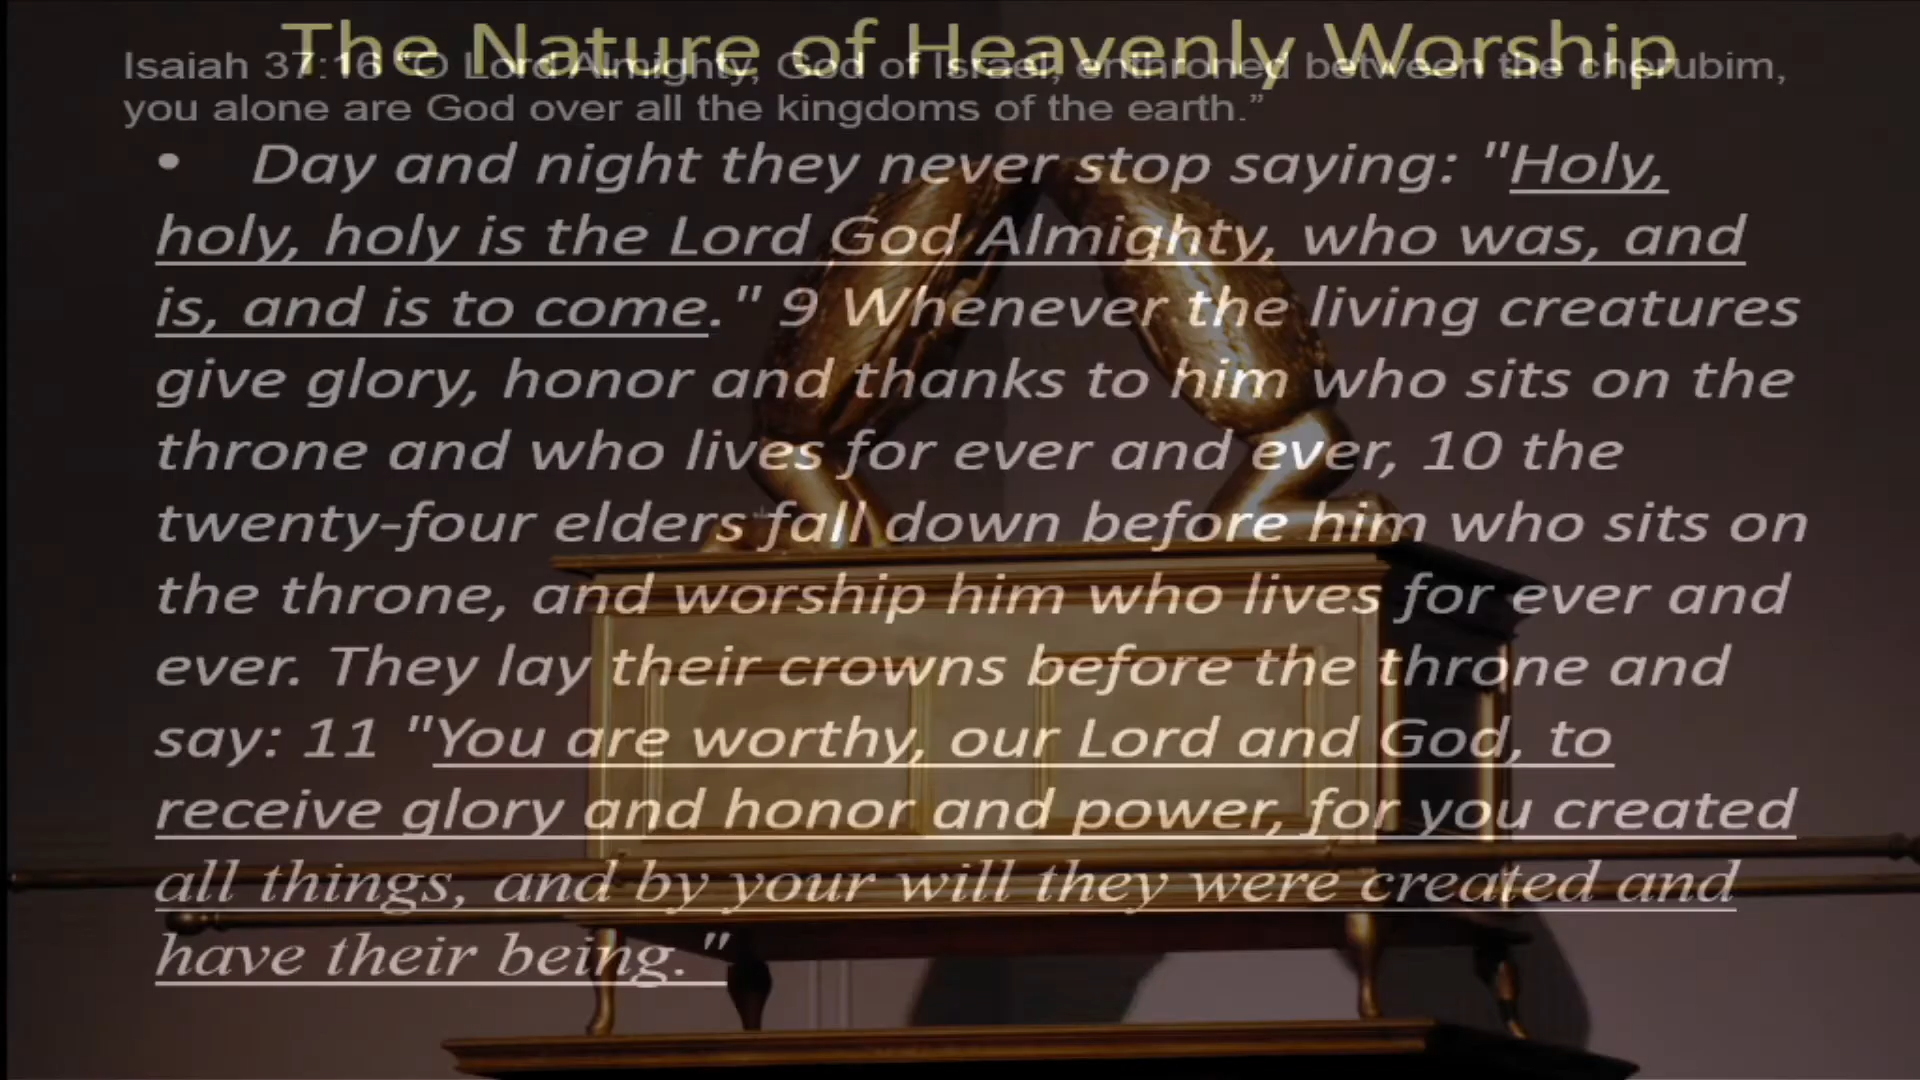 The Nature of Heavenly Worship
Isaiah 37:16 “O Lord Almighty, God of Israel, enthroned between the cherubim,
you alone are God over all the kingdoms of the earth.”
• Day and night they never stop saying: "Holy,
holy, holy is the Lord God Almighty, who was, and
is, and is to come." 9 Whenever the living creatures
give glory, honor and thanks to him who sits on the
throne and who lives for ever and ever, 10 the
twenty-four elders fall down before him who sits on
the throne, and worship him who lives for ever and
ever. They lay their crowns before the throne and
say: 11 "You are worthy, our Lord and God, to
receive glory and honor and power, for you created
all things, and by your will they were created and
have their being."